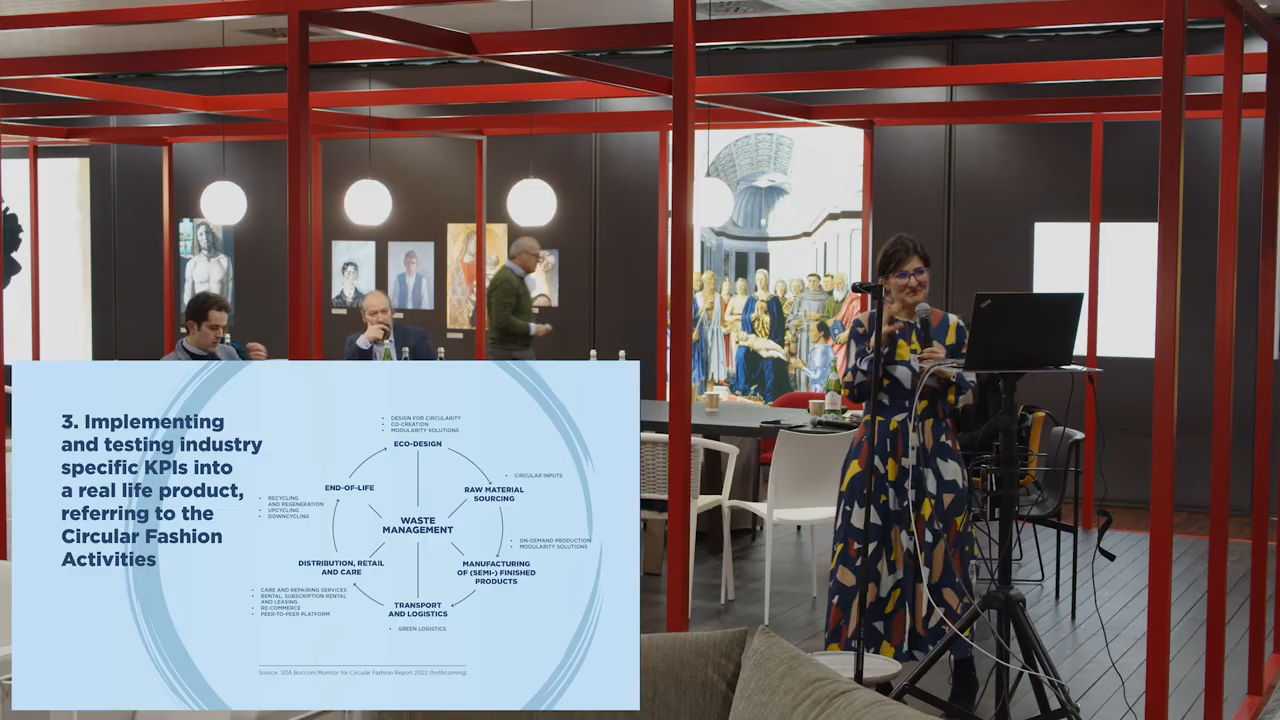 3. Implementing
and testing industry
specific KPIs into
a real life product,
referring to the
Circular Fashion
Activities
• DESIGN FOR CIRCULARITY
• CO-CREATION
• MODULARITY SOLUTIONS
ECO-DESIGN
• CIRCULAR INPUTS
RAW MATERIAL
SOURCING
• ON-DEMAND PRODUCTION
• MODULARITY SOLUTIONS
MANUFACTURING
OF (SEMI-) FINISHED
PRODUCTS
TRANSPORT
AND LOGISTICS
• GREEN LOGISTICS
DISTRIBUTION, RETAIL
AND CARE
• CARE AND REPAIRING SERVICES
• RENTAL, SUBSCRIPTION RENTAL
AND LEASING
• RE-COMMERCE
• PEER-TO-PEER PLATFORM
END-OF-LIFE
• RECYCLING
AND REGENERATION
• UPCYCLING
• DOWNCYCLING
WASTE
MANAGEMENT
Source: SDA Bocconi Monitor for Circular Fashion Report 2022 (forthcoming).